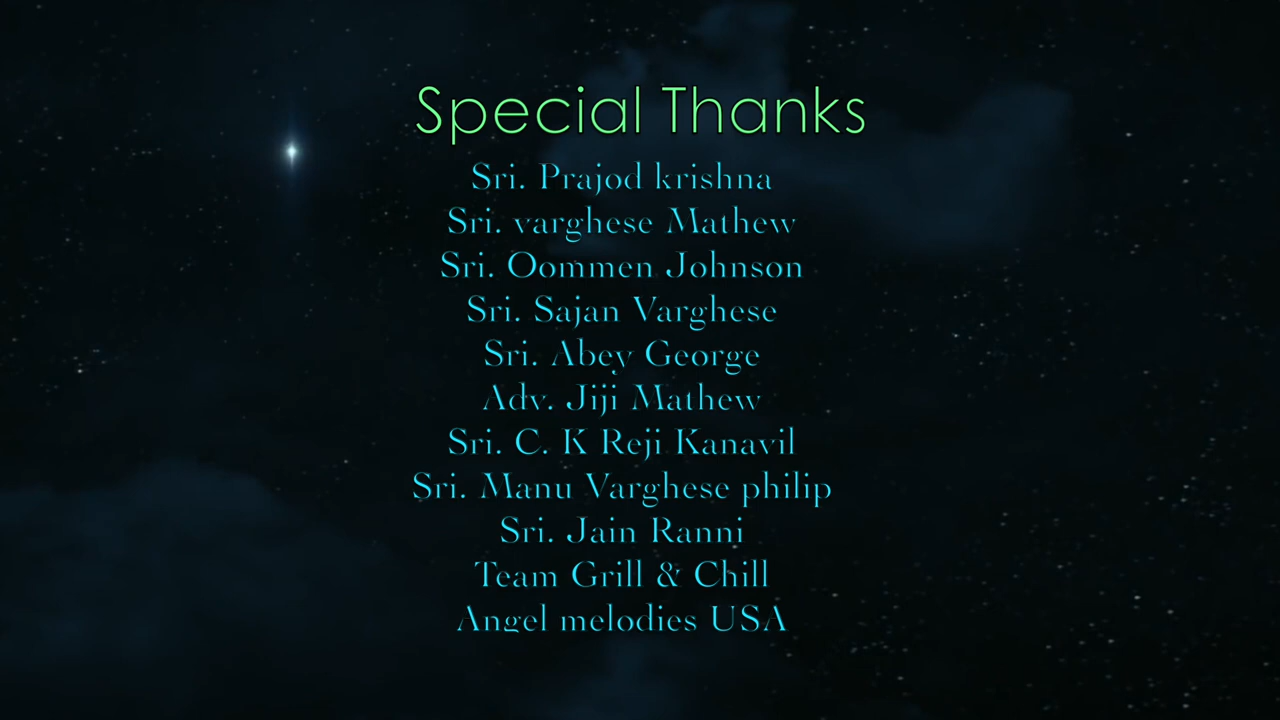 Special Thanks
Sri. Prajod krishna
Sri. varghese Mathew
Sri. Oommen Johnson
Sri. Sajan Varghese
Sri. Abey George
Adv. Jiji Mathew
Sri. C. K Reji Kanavil
Sri. Manu Varghese philip
Sri. Jain Ranni
Team Grill & Chill
Angel melodies USA